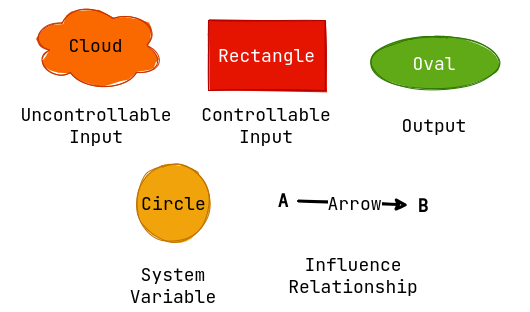 Cloud
Rectangle
Oval
Uncontrollable
Input
Controllable
Input
Output
Circle
A Arrow B
System
Variable
Influence
Relationship